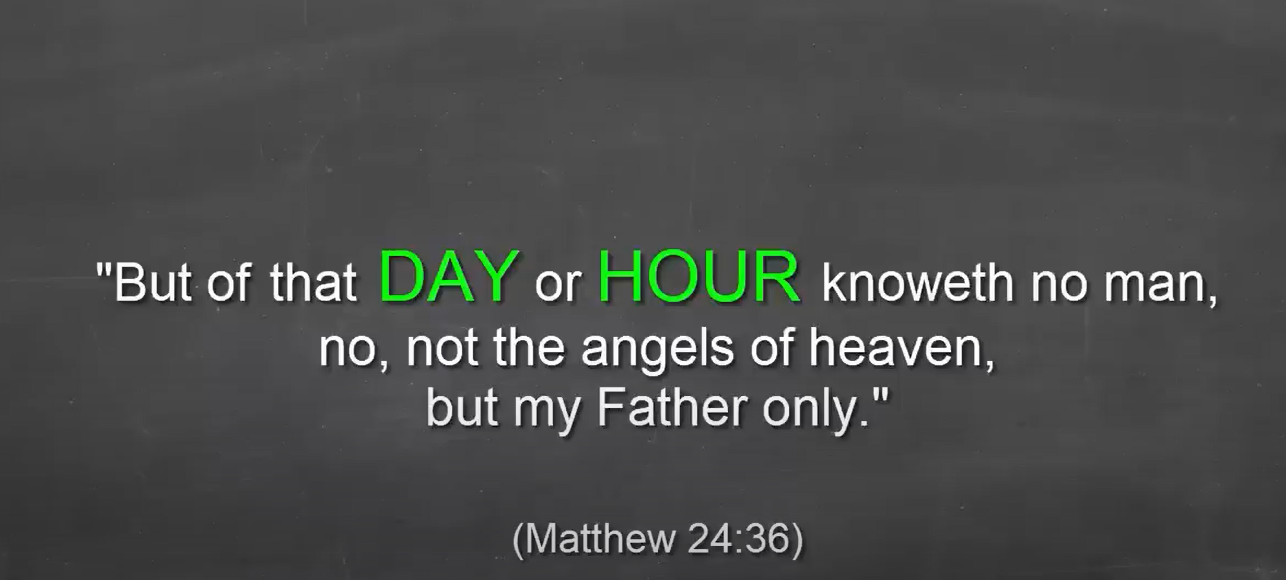 "But of that DAY or HOUR knoweth no man,
no, not the angels of heaven,
but my Father only."
(Matthew 24:36)